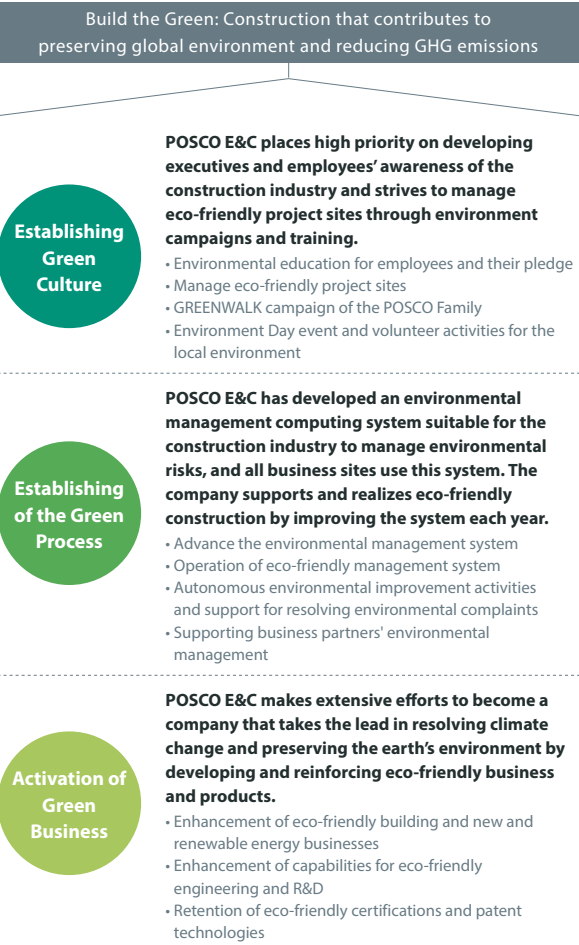 Build the Green: Construction that contributes to
preserving global environment and reducing GHG emissions
Establishing
Green
Culture
POSCO E&C places high priority on developing
executives and employees' awareness of the
construction industry and strives to manage
eco-friendly project sites through environment
campaigns and training.
• Environmental education for employees and their pledge
• Manage eco-friendly project sites
• GREENWALK campaign of the POSCO Family
• Environment Day event and volunteer activities for the
local environment
Establishing
of the Green
Process
POSCO E&C has developed an environmental
management computing system suitable for the
construction industry to manage environmental
risks, and all business sites use this system. The
company supports and realizes eco-friendly
construction by improving the system each year.
• Advance the environmental management system
• Operation of eco-friendly management system
• Autonomous environmental improvement activities
and support for resolving environmental complaints
• Supporting business partners' environmental
management
Activation of
Green
Business
POSCO E&C makes extensive efforts to become a
company that takes the lead in resolving climate
change and preserving the earth's environment by
developing and reinforcing eco-friendly business
and products.
• Enhancement of eco-friendly building and new and
renewable energy businesses
• Enhancement of capabilities for eco-friendly
engineering and R&D
• Retention of eco-friendly certifications and patent
technologies